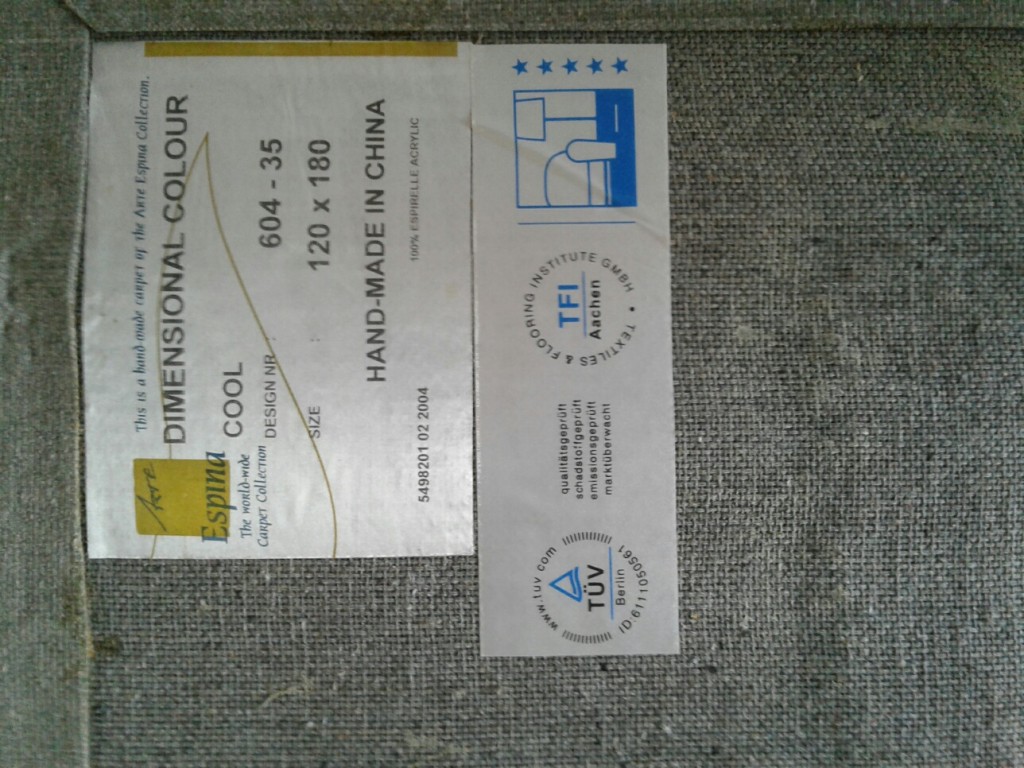 This is a hand-made carpet of the Arte Espina Collection.
Arte
Espina
The world-wide
Carpet Collection
DIMENSIONAL COLOUR
COOL
DESIGN NR. 604 - 35
SIZE : 120 x 180
HAND-MADE IN CHINA
5498201 02 2004
100% ESPIRELLE ACRYLIC
www.tuv.com
TÜV
Berlin
ID:6111050561
qualitätsgeprüft
schadstoffgeprüft
emissionsgeprüft
marktüberwacht
TEXTILES & FLOORING INSTITUTE GMBH •
TFI
Aachen